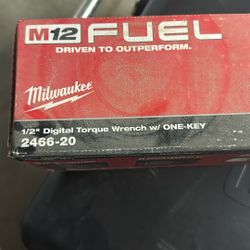 M12 FUEL
DRIVEN TO OUTPERFORM.
Milwaukee
1/2" Digital Torque Wrench w/ ONE-KEY
2466-20